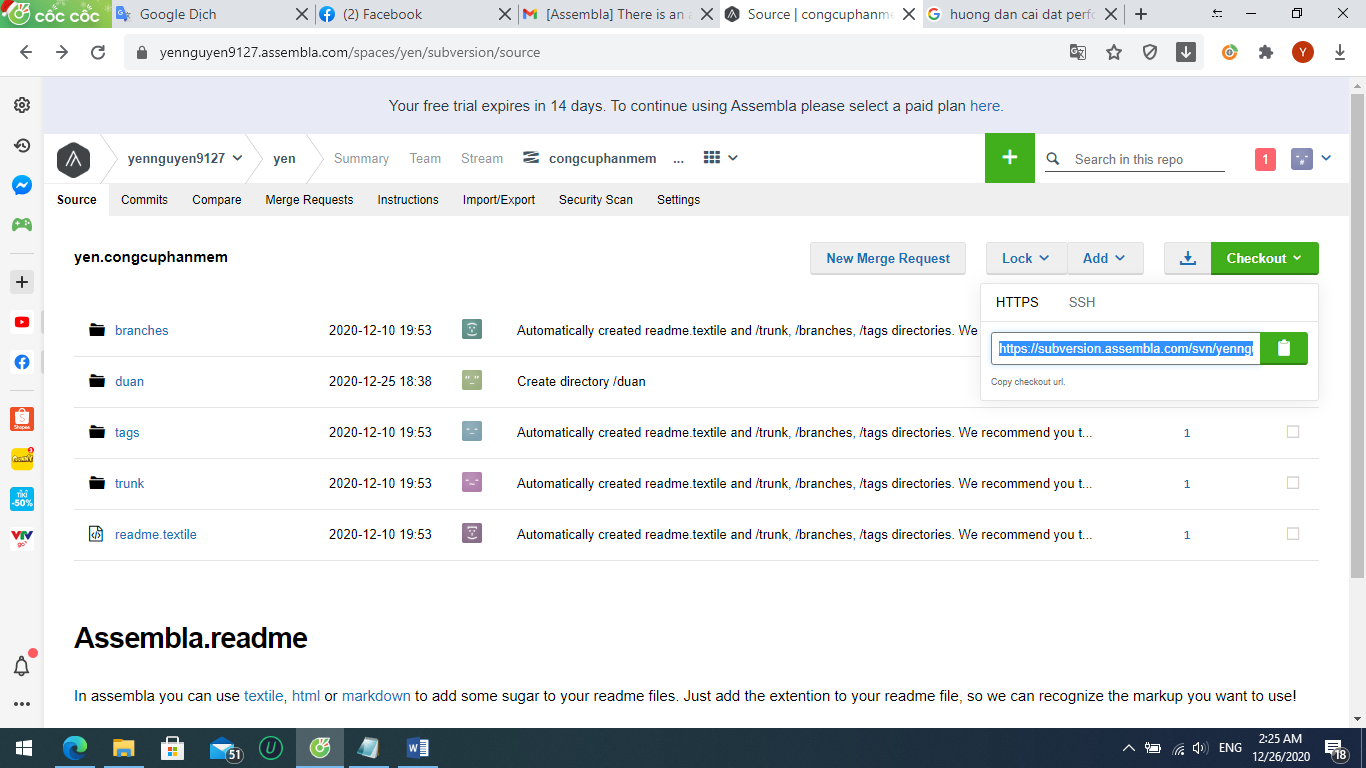 cốc cốc
Google Dịch
(2) Facebook
[Assembla] There is an a
Source | congcuphanme
huong dan cai dat perfo
yennguyen9127.assembla.com/spaces/yen/subversion/source
Y
Your free trial expires in 14 days. To continue using Assembla please select a paid plan here.
yennguyen9127
yen
Summary
Team
Stream
congcuphanmem
...
+
Search in this repo
1
Source
Commits
Compare
Merge Requests
Instructions
Import/Export
Security Scan
Settings
yen.congcuphanmem
New Merge Request
Lock
Add
Checkout
HTTPS
SSH
https://subversion.assembla.com/svn/yenng
Copy checkout url.
branches 2020-12-10 19:53 Automatically created readme.textile and /trunk, /branches, /tags directories. We
duan 2020-12-25 18:38 Create directory /duan
tags 2020-12-10 19:53 Automatically created readme.textile and /trunk, /branches, /tags directories. We recommend you t... 1
trunk 2020-12-10 19:53 Automatically created readme.textile and /trunk, /branches, /tags directories. We recommend you t... 1
readme.textile 2020-12-10 19:53 Automatically created readme.textile and /trunk, /branches, /tags directories. We recommend you t... 1
Assembla.readme
In assembla you can use textile, html or markdown to add some sugar to your readme files. Just add the extention to your readme file, so we can recognize the markup you want to use!
Shopee
TIKI
-50%
VTV
go
51
ENG
2:25 AM
12/26/2020
18